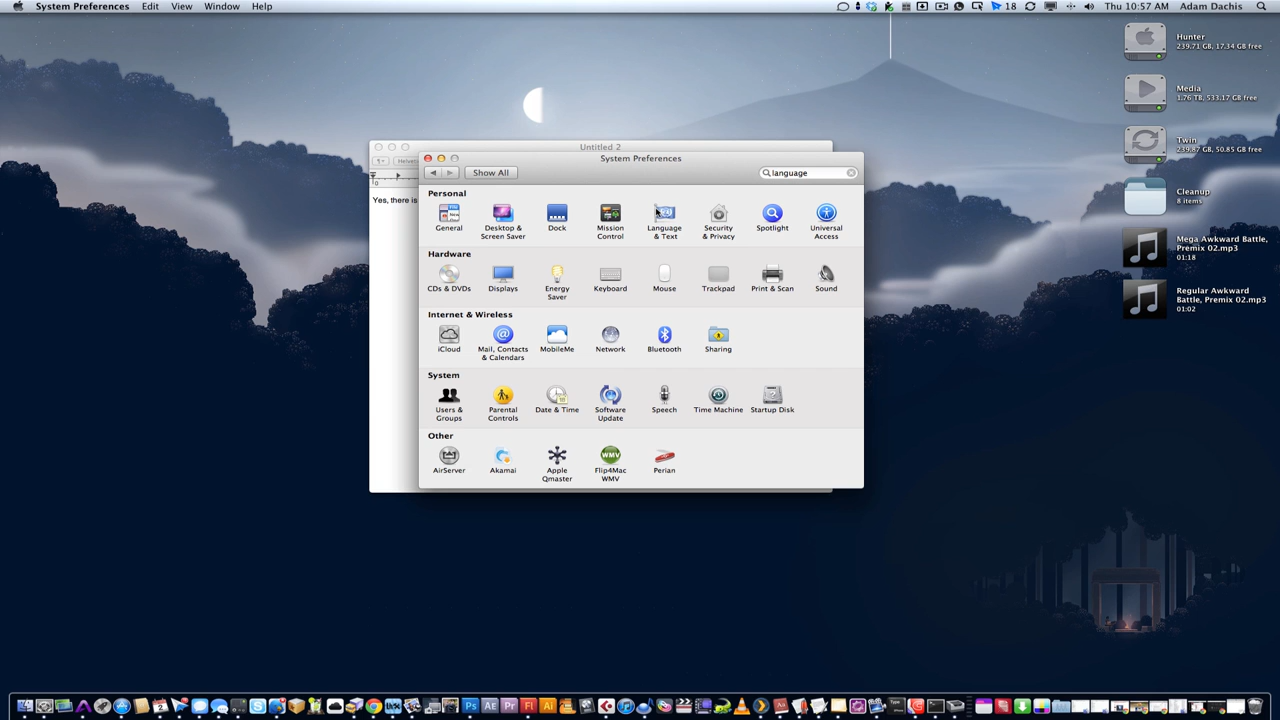 System Preferences Edit View Window Help
18 Thu 10:57 AM Adam Dachis
Hunter
239.71 GB, 17.34 GB free
Media
1.76 TB, 533.17 GB free
Twin
239.87 GB, 50.85 GB free
Cleanup
8 items
Mega Awkward Battle,
Premix 02.mp3
01:18
Regular Awkward
Battle, Premix 02.mp3
01:02
Untitled 2
Yes, there is
System Preferences
Show All
language
Personal
General
Desktop &
Screen Saver
Dock
Mission
Control
Language
& Text
Security
& Privacy
Spotlight
Universal
Access
Hardware
CDs & DVDs
Displays
Energy
Saver
Keyboard
Mouse
Trackpad
Print & Scan
Sound
Internet & Wireless
iCloud
Mail, Contacts
& Calendars
MobileMe
Network
Bluetooth
Sharing
System
Users &
Groups
Parental
Controls
Date & Time
Software
Update
Speech
Time Machine
Startup Disk
Other
AirServer
Akamai
Apple
Qmaster
Flip4Mac
WMV
Perian